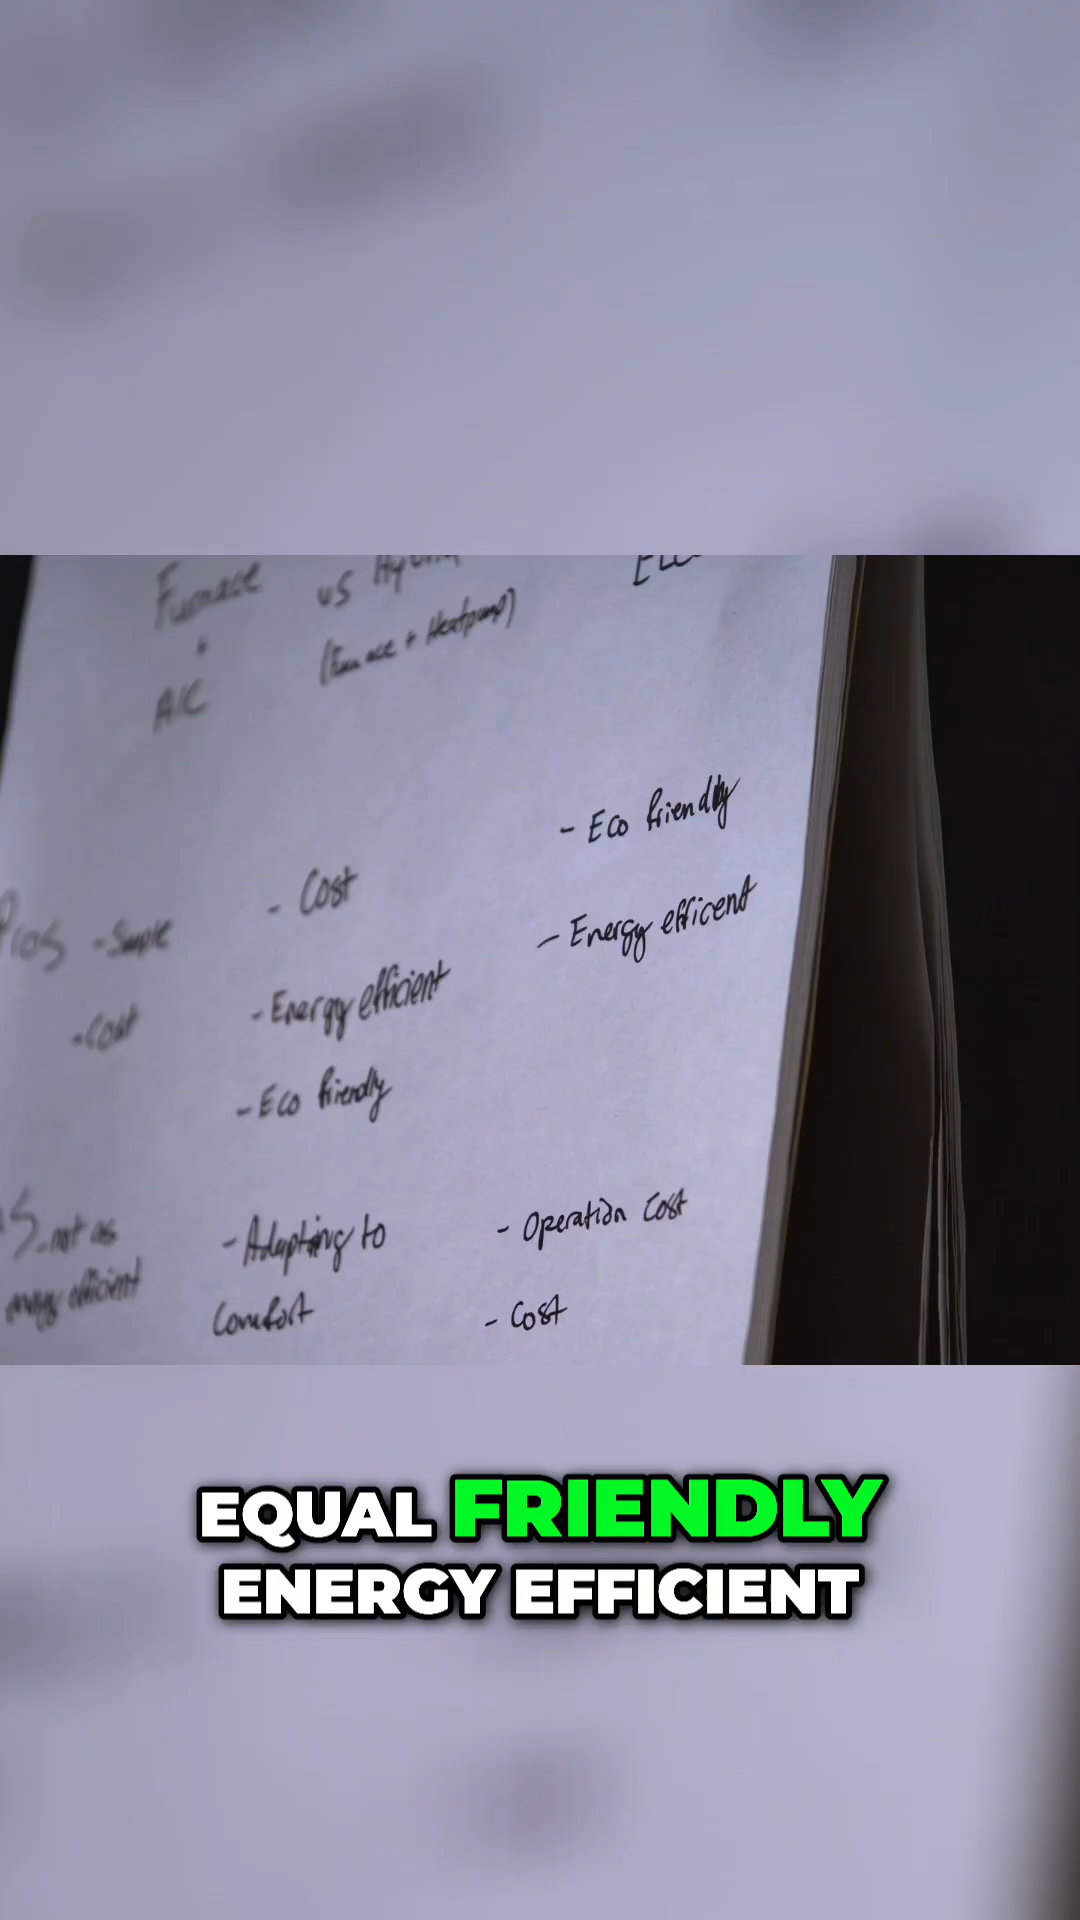 Furnace
+
A/C
vs Hybrid
(Furnace + Heatpump)
Pros
- Simple
- Cost
- Cost
- Energy efficient
- Eco friendly
- Eco friendly
- Energy efficent
- not as
energy efficient
- Adapting to
Comfort
- Operation Cost
- Cost
EQUAL FRIENDLY
ENERGY EFFICIENT